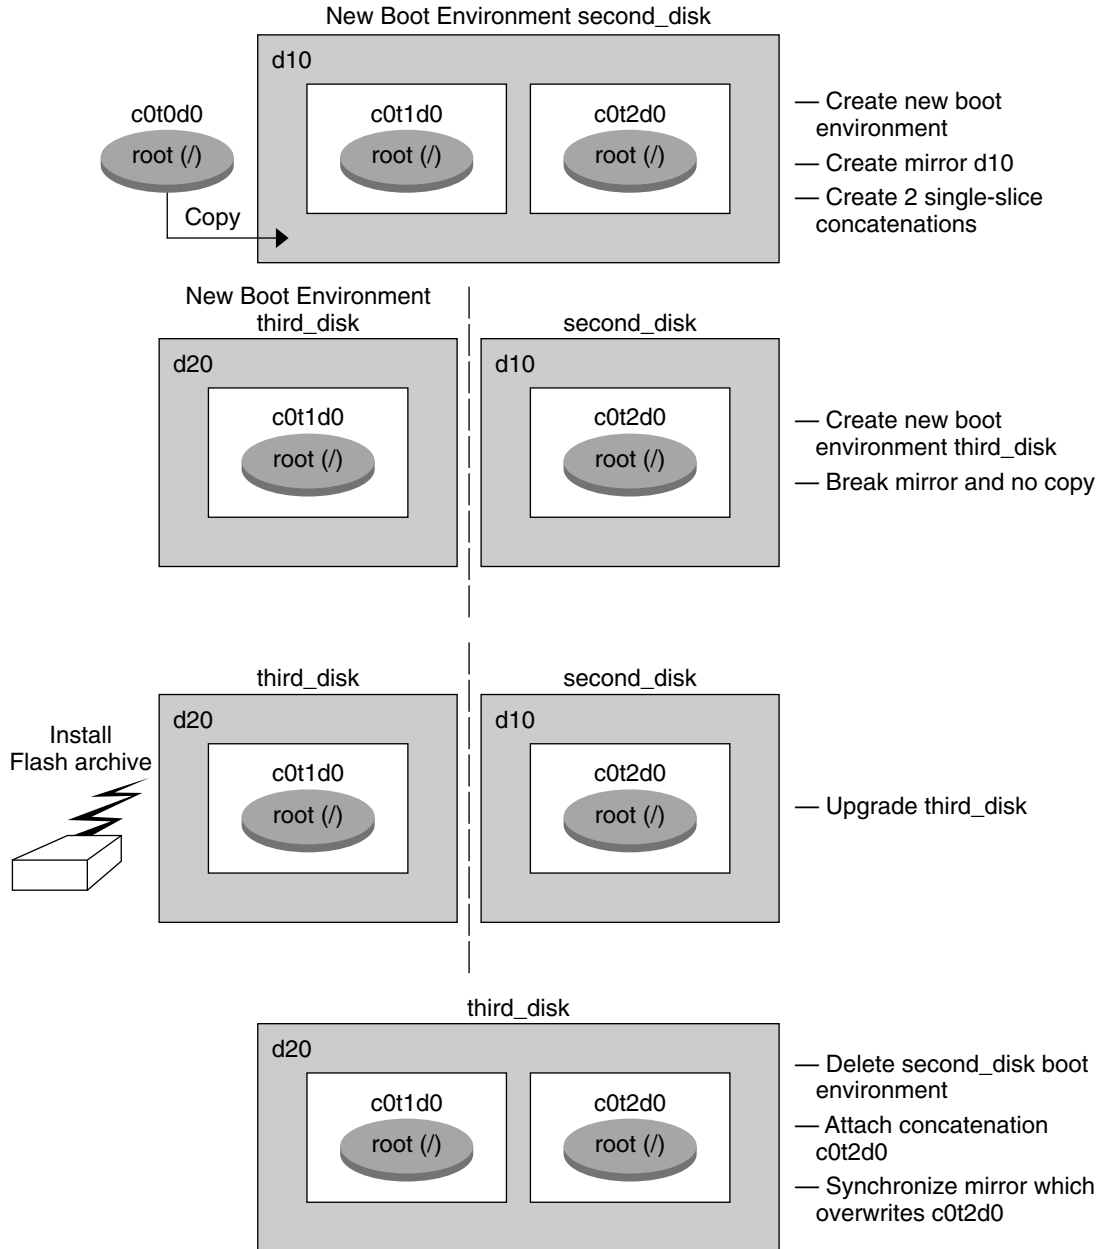 New Boot Environment second_disk
d10
c0t0d0
root (/)
Copy
c0t1d0
root (/)
c0t2d0
root (/)
— Create new boot
environment
— Create mirror d10
— Create 2 single-slice
concatenations
New Boot Environment
third_disk
d20
c0t1d0
root (/)
second_disk
d10
c0t2d0
root (/)
— Create new boot
environment third_disk
— Break mirror and no copy
Install
Flash archive
third_disk
d20
c0t1d0
root (/)
second_disk
d10
c0t2d0
root (/)
— Upgrade third_disk
third_disk
d20
c0t1d0
root (/)
c0t2d0
root (/)
— Delete second_disk boot
environment
— Attach concatenation
c0t2d0
— Synchronize mirror which
overwrites c0t2d0